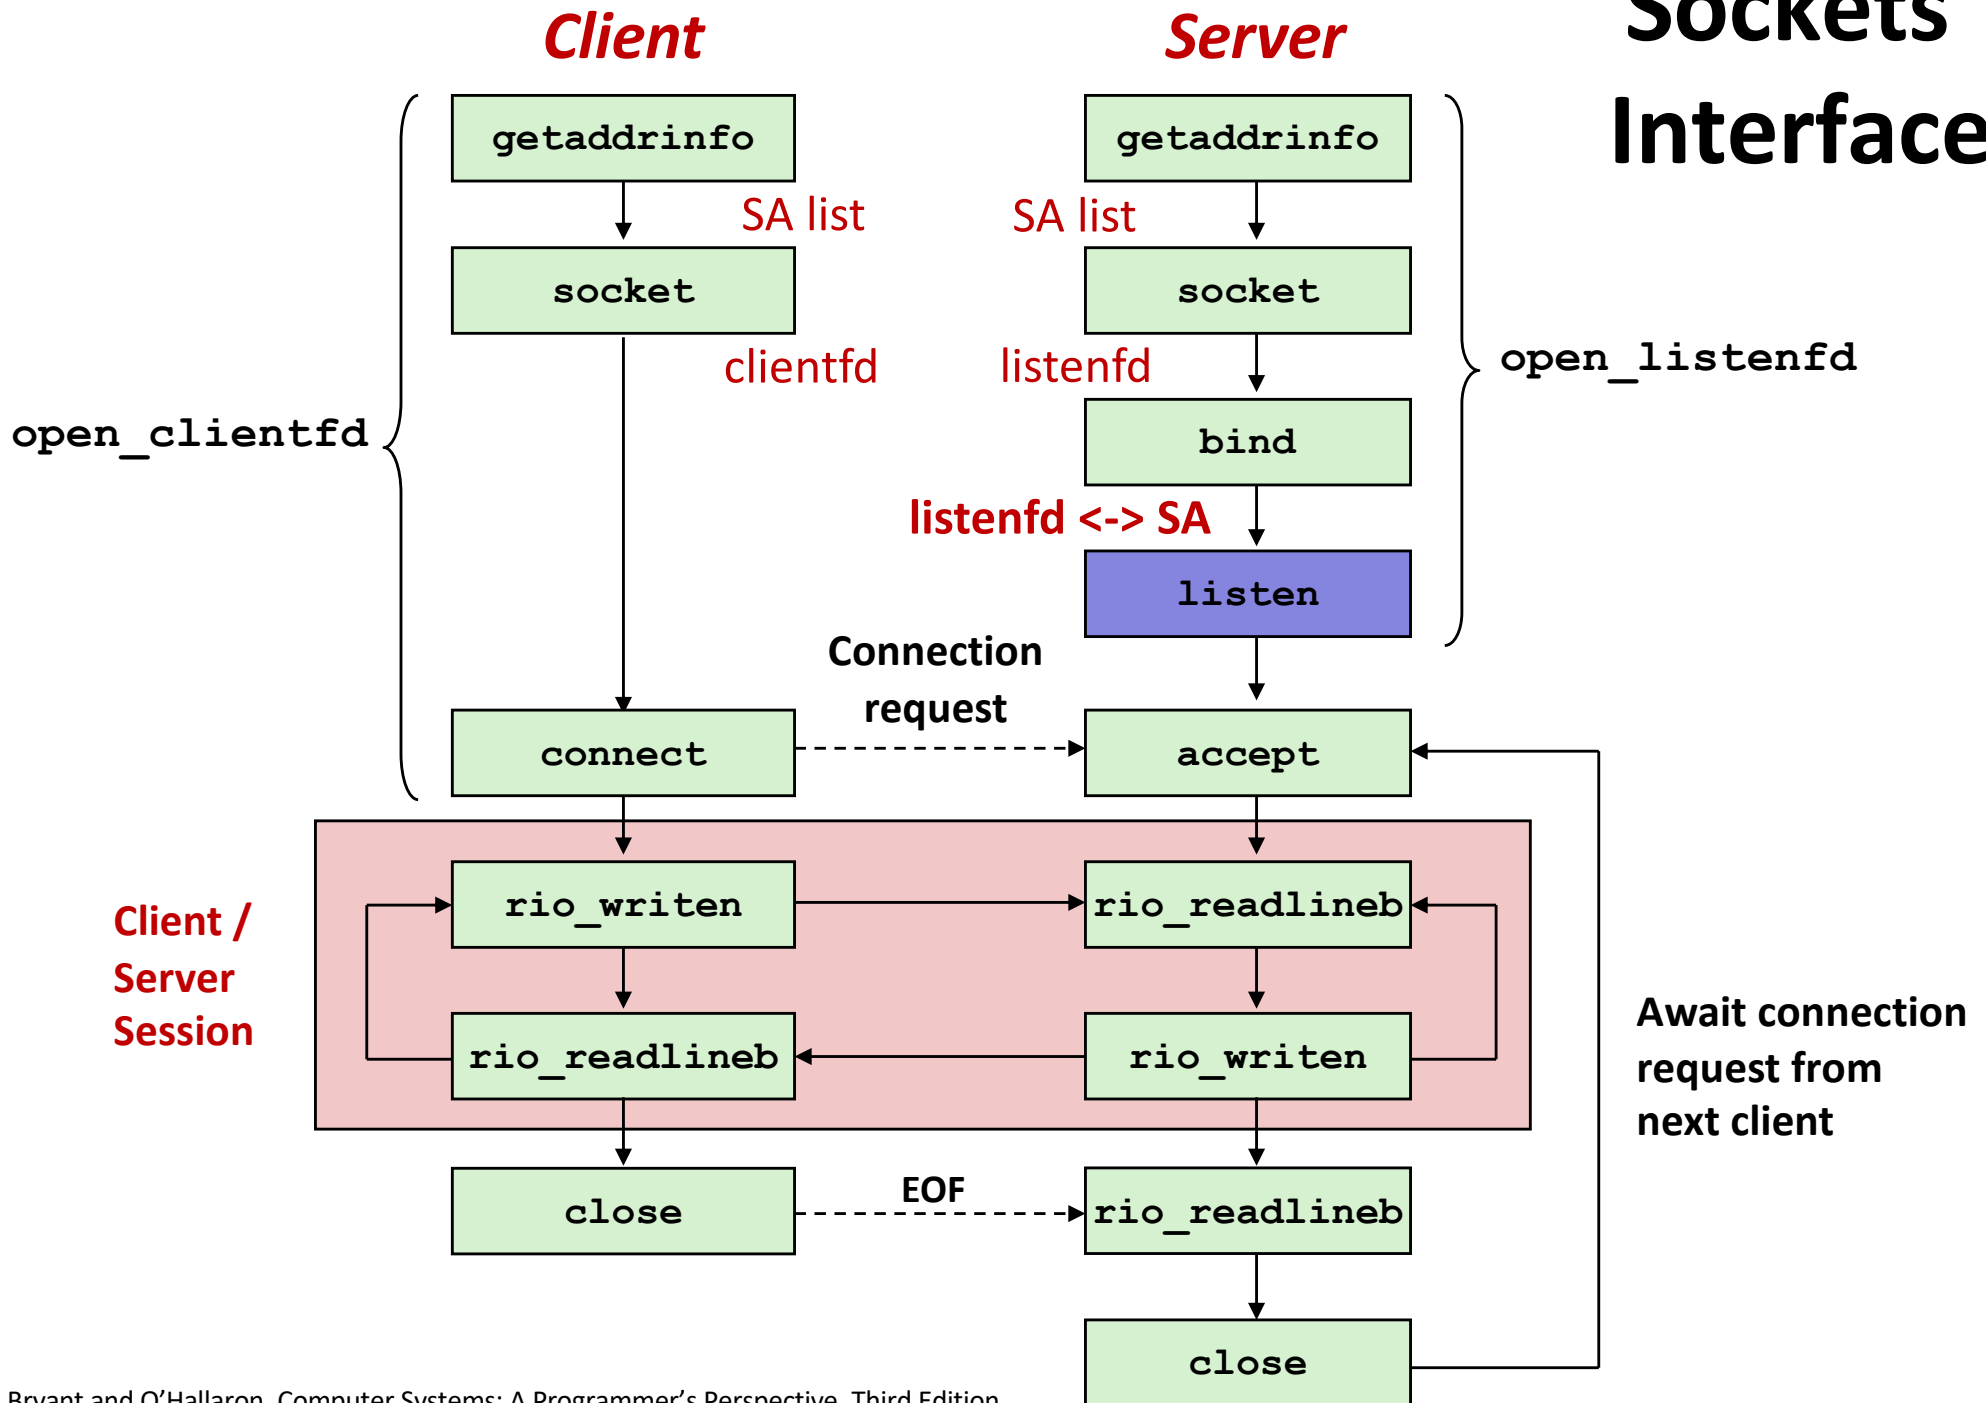 Sockets
Interface
Client
Server
getaddrinfo
getaddrinfo
SA list
SA list
socket
socket
clientfd
listenfd
open_listenfd
open_clientfd
bind
listenfd <-> SA
listen
Connection
request
connect
accept
Client /
Server
Session
rio_writen
rio_readlineb
rio_readlineb
rio_writen
Await connection
request from
next client
close
EOF
rio_readlineb
close
Bryant and O'Hallaron, Computer Systems: A Programmer's Perspective, Third Edition